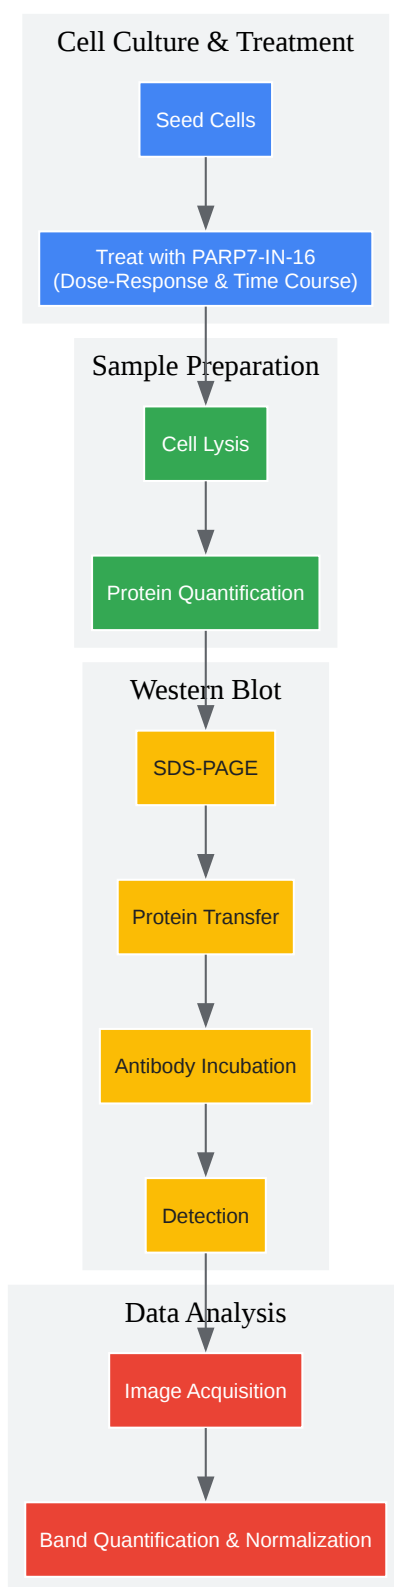 Cell Culture & Treatment
Seed Cells
Treat with PARP7-IN-16
(Dose-Response & Time Course)
Sample Preparation
Cell Lysis
Protein Quantification
Western Blot
SDS-PAGE
Protein Transfer
Antibody Incubation
Detection
Data Analysis
Image Acquisition
Band Quantification & Normalization